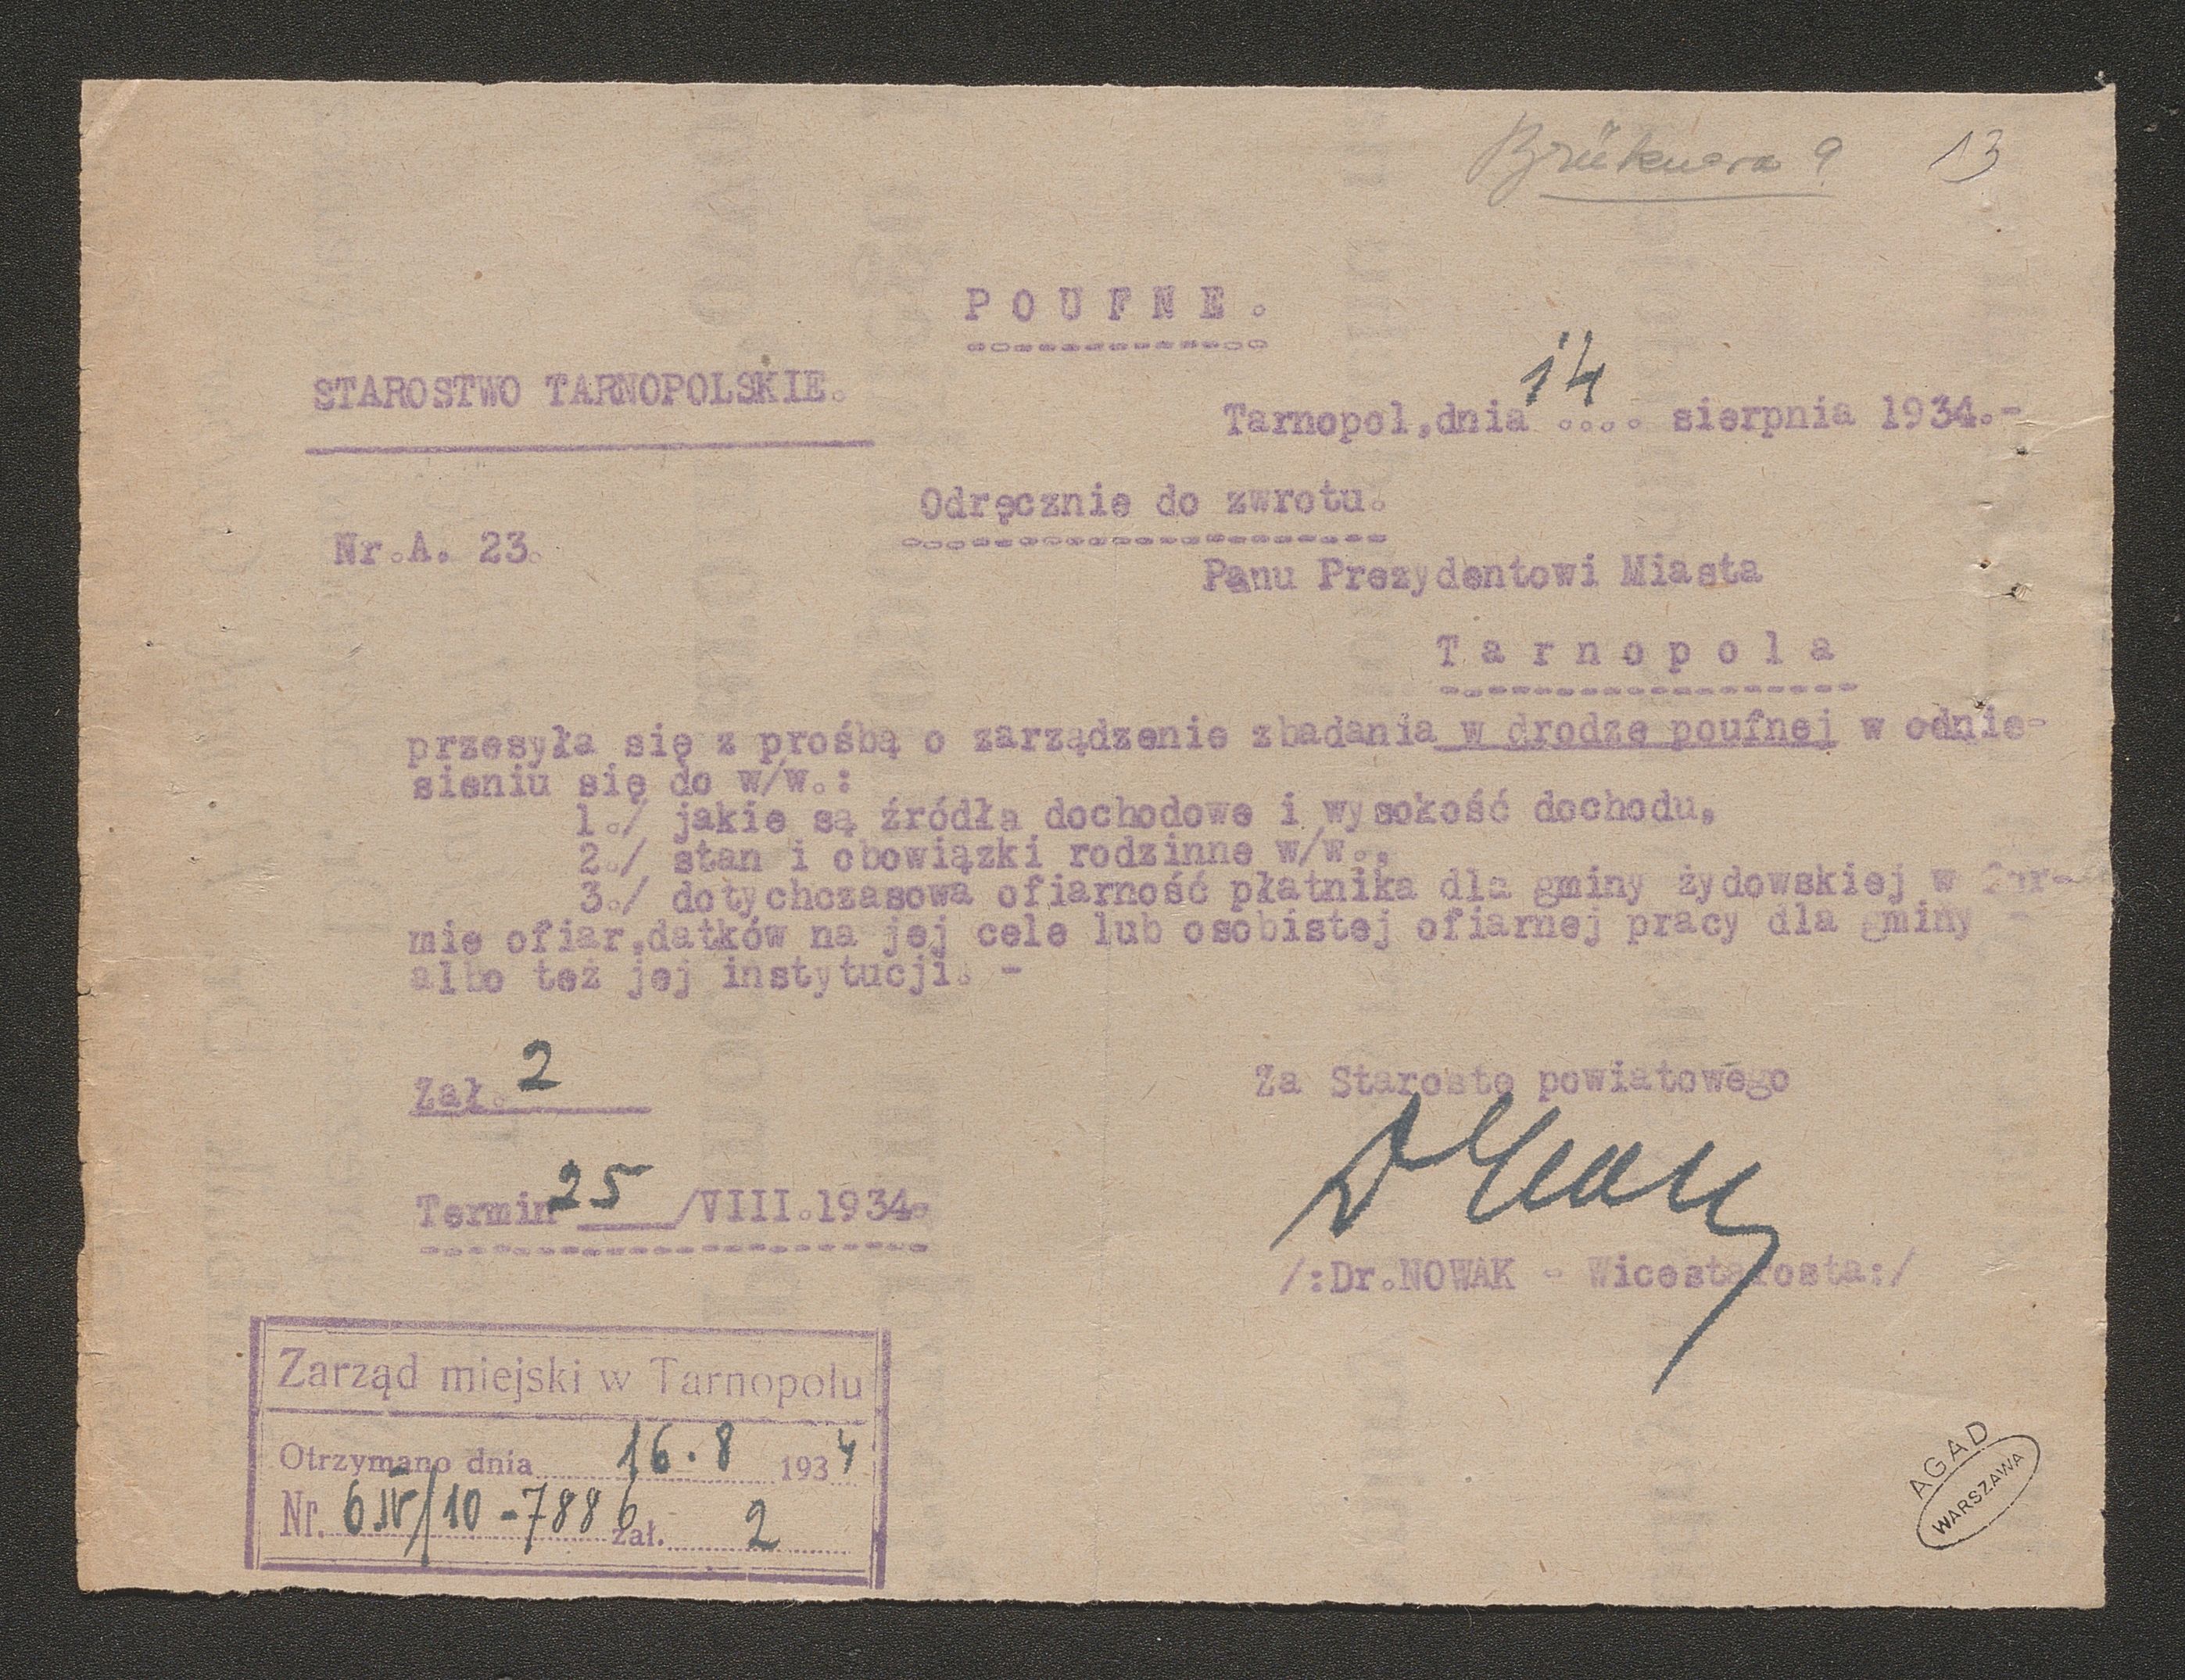 Brüknera 9 13
P O U F N E .
STAROSTWO TARNOPOLSKIE.
Tarnopol,dnia 14 .... sierpnia 1934.-
Odręcznie do zwrotu.
Nr.A. 23.
Panu Prezydentowi Miasta
T a r n o p o l a
przesyła się z prośbą o zarządzenie zbadania w drodze poufnej w odnie-
sieniu się do w/w.:
1./ jakie są źródła dochodowe i wysokość dochodu,
2./ stan i obowiązki rodzinne w/w.,
3./ dotychczasowa ofiarność płatnika dla gminy żydowskiej w for-
mie ofiar,datków na jej cele lub osobistej ofiarnej pracy dla gminy
albo też jej instytucji. -
Zał. 2
Za Starostę powiatowego
Termin 25 /VIII.1934.
/:Dr.NOWAK - Wicestarosta:/
Zarząd miejski w Tarnopolu
Otrzymano dnia 16.8 1934
Nr. 6 IV/10-7886 zał. 2
AGAD
WARSZAWA